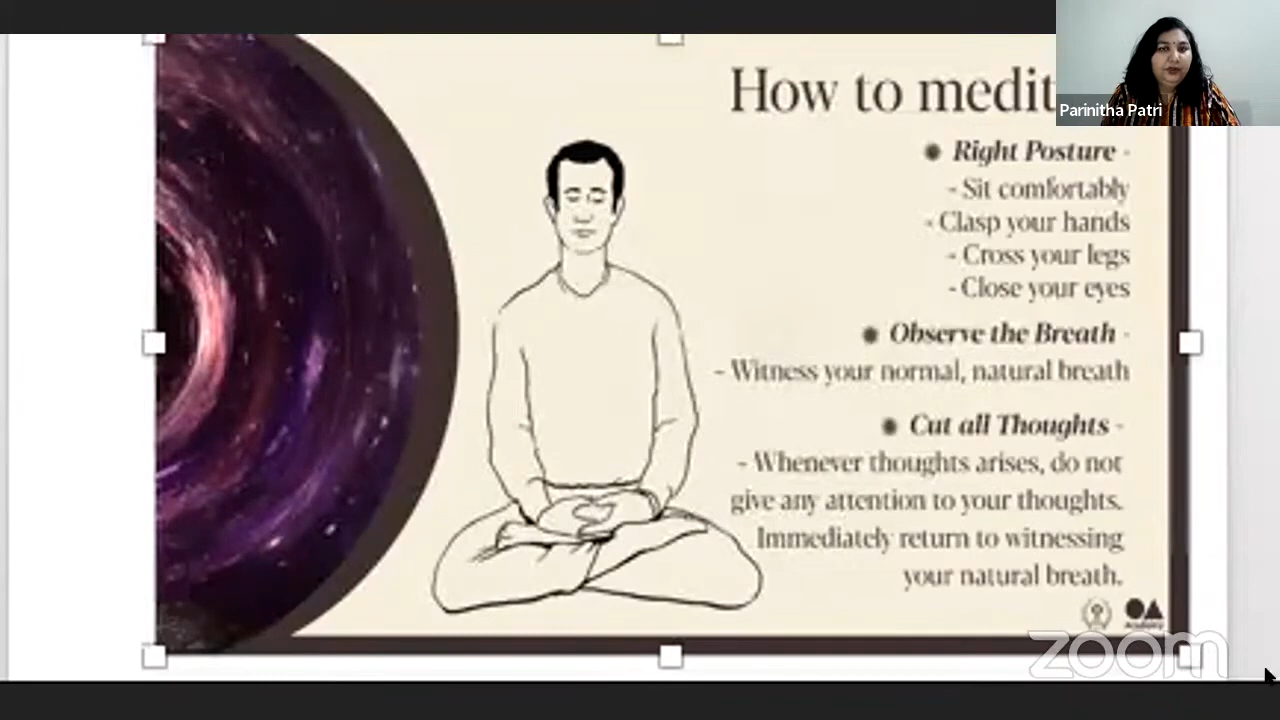 How to medit
Parinitha Patri
Right Posture -
- Sit comfortably
- Clasp your hands
- Cross your legs
- Close your eyes
Observe the Breath -
- Witness your normal, natural breath
Cut all Thoughts -
- Whenever thoughts arises, do not
give any attention to your thoughts.
Immediately return to witnessing
your natural breath.
zoom